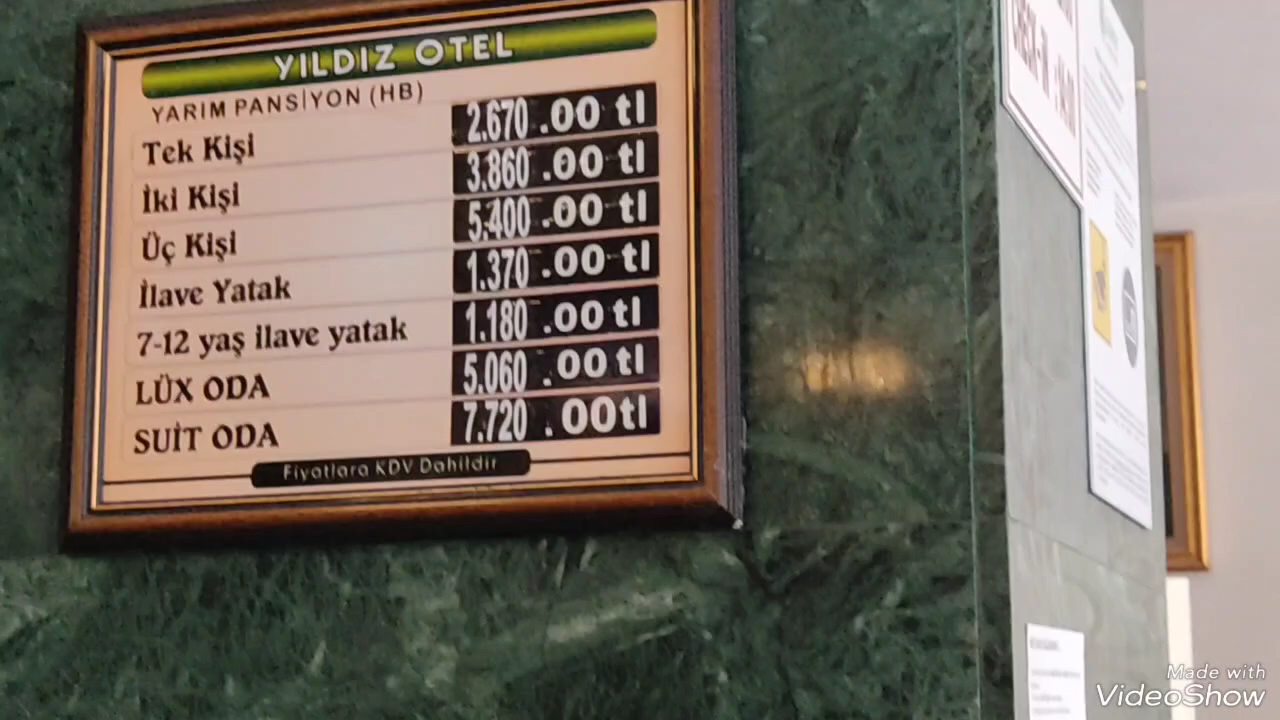 YILDIZ OTEL
YARIM PANSİYON (HB)
Tek Kişi 2.670.00 tl
İki Kişi 3.860.00 tl
Üç Kişi 5.400.00 tl
İlave Yatak 1.370.00 tl
7-12 yaş ilave yatak 1.180.00 tl
LÜX ODA 5.060.00 tl
SUİT ODA 7.720.00tl
Fiyatlara KDV Dahildir
CHECK-IN
Made with
VideoShow